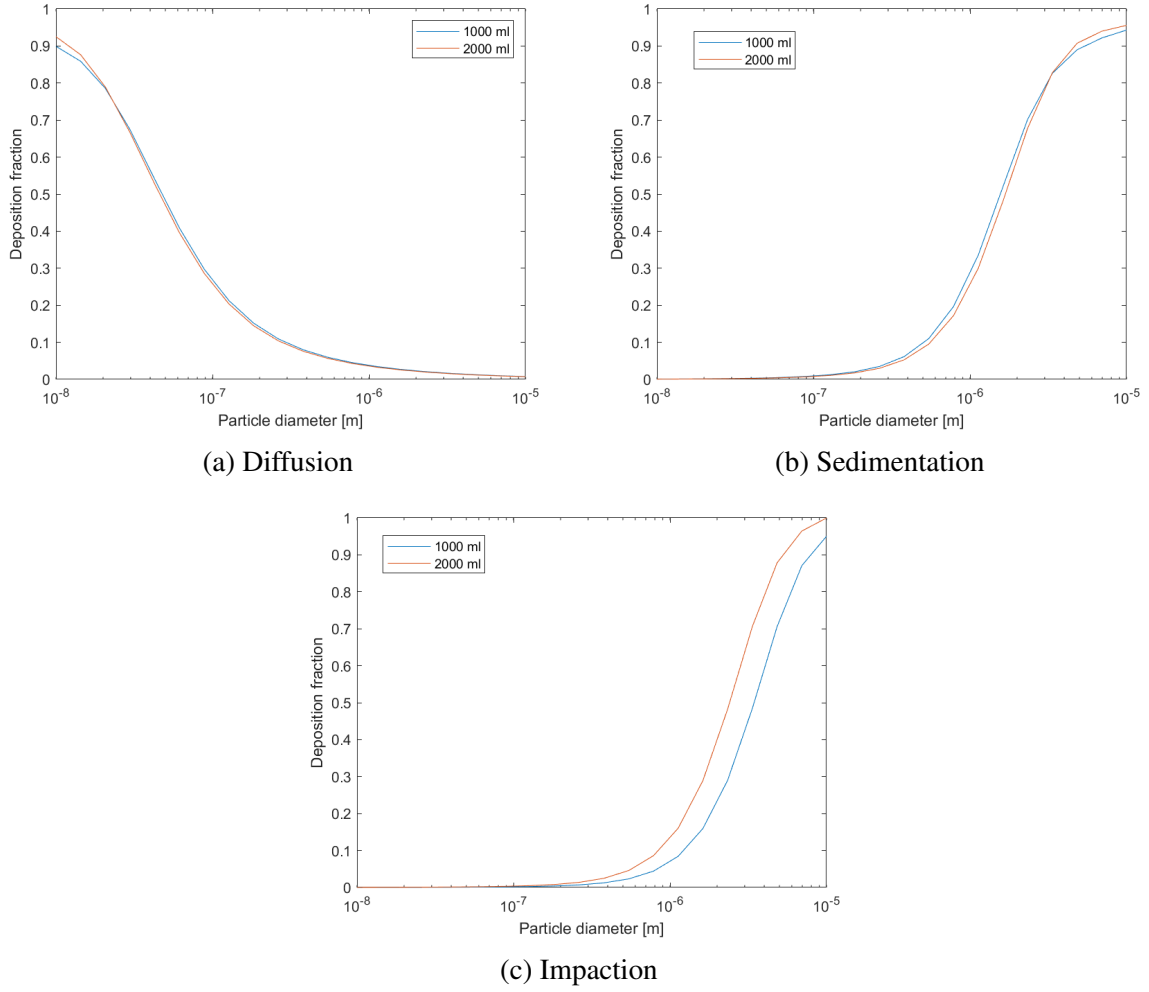 1
0.9
0.8
0.7
0.6
0.5
0.4
0.3
0.2
0.1
0
Deposition fraction
1000 ml
2000 ml
10-8 10-7 10-6 10-5
Particle diameter [m]
(a) Diffusion
1
0.9
0.8
0.7
0.6
0.5
0.4
0.3
0.2
0.1
0
Deposition fraction
1000 ml
2000 ml
10-8 10-7 10-6 10-5
Particle diameter [m]
(b) Sedimentation
1
0.9
0.8
0.7
0.6
0.5
0.4
0.3
0.2
0.1
0
Deposition fraction
1000 ml
2000 ml
10-8 10-7 10-6 10-5
Particle diameter [m]
(c) Impaction